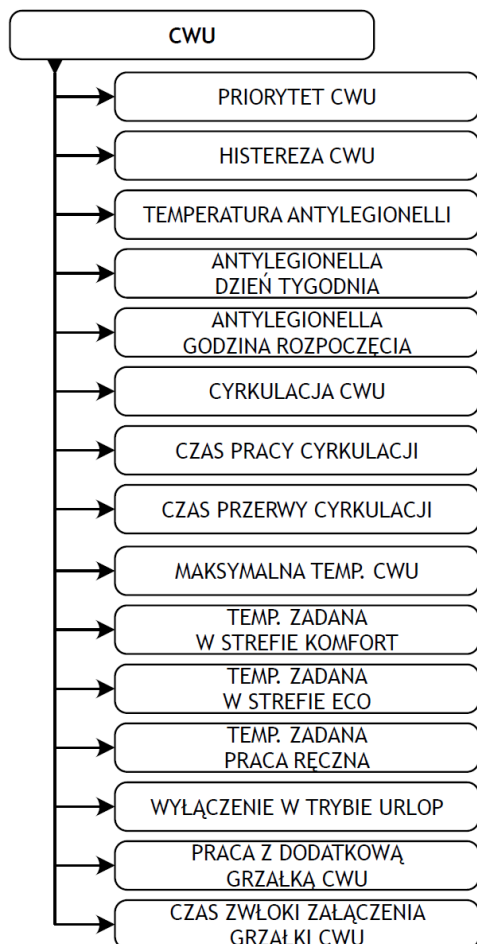 CWU
PRIORYTET CWU
HISTEREZA CWU
TEMPERATURA ANTYLEGIONELLI
ANTYLEGIONELLA
DZIEŃ TYGODNIA
ANTYLEGIONELLA
GODZINA ROZPOCZĘCIA
CYRKULACJA CWU
CZAS PRACY CYRKULACJI
CZAS PRZERWY CYRKULACJI
MAKSYMALNA TEMP. CWU
TEMP. ZADANA
W STREFIE KOMFORT
TEMP. ZADANA
W STREFIE ECO
TEMP. ZADANA
PRACA RĘCZNA
WYŁĄCZENIE W TRYBIE URLOP
PRACA Z DODATKOWĄ
GRZAŁKĄ CWU
CZAS ZWŁOKI ZAŁĄCZENIA
GRZAŁKI CWU